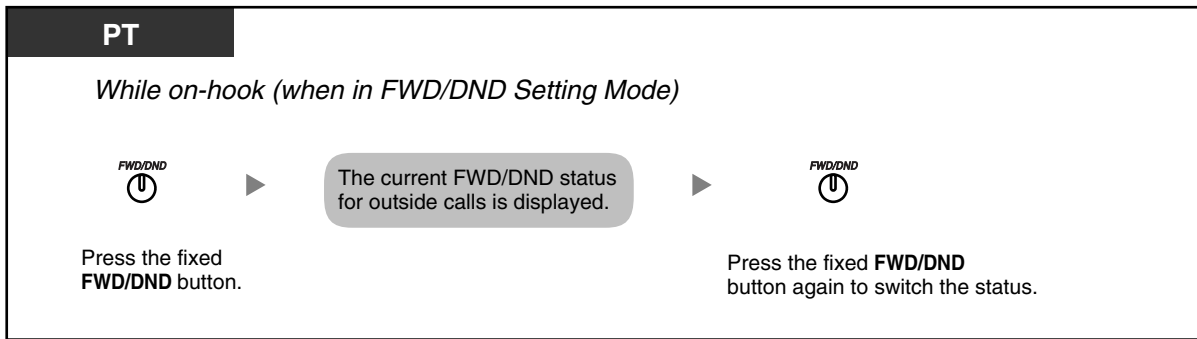 PT
While on-hook (when in FWD/DND Setting Mode)
FWD/DND
The current FWD/DND status
for outside calls is displayed.
FWD/DND
Press the fixed
FWD/DND button.
Press the fixed FWD/DND
button again to switch the status.